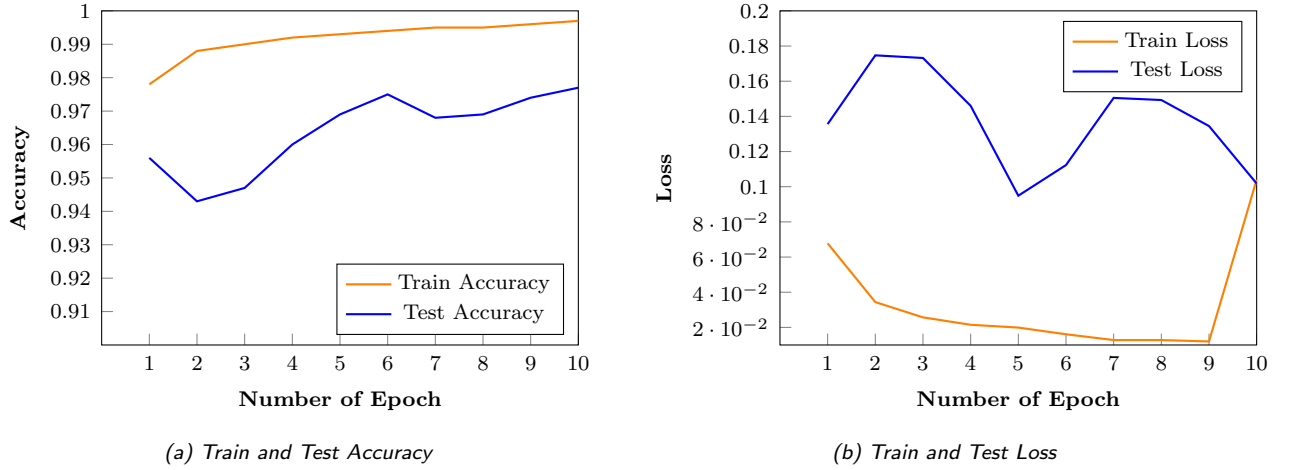 1
0.99
0.98
0.97
0.96
0.95
0.94
0.93
0.92
0.91
Accuracy
Train Accuracy
Test Accuracy
1 2 3 4 5 6 7 8 9 10
Number of Epoch
(a) Train and Test Accuracy
0.2
0.18
0.16
0.14
0.12
0.1
8 · 10⁻²
6 · 10⁻²
4 · 10⁻²
2 · 10⁻²
Loss
Train Loss
Test Loss
1 2 3 4 5 6 7 8 9 10
Number of Epoch
(b) Train and Test Loss